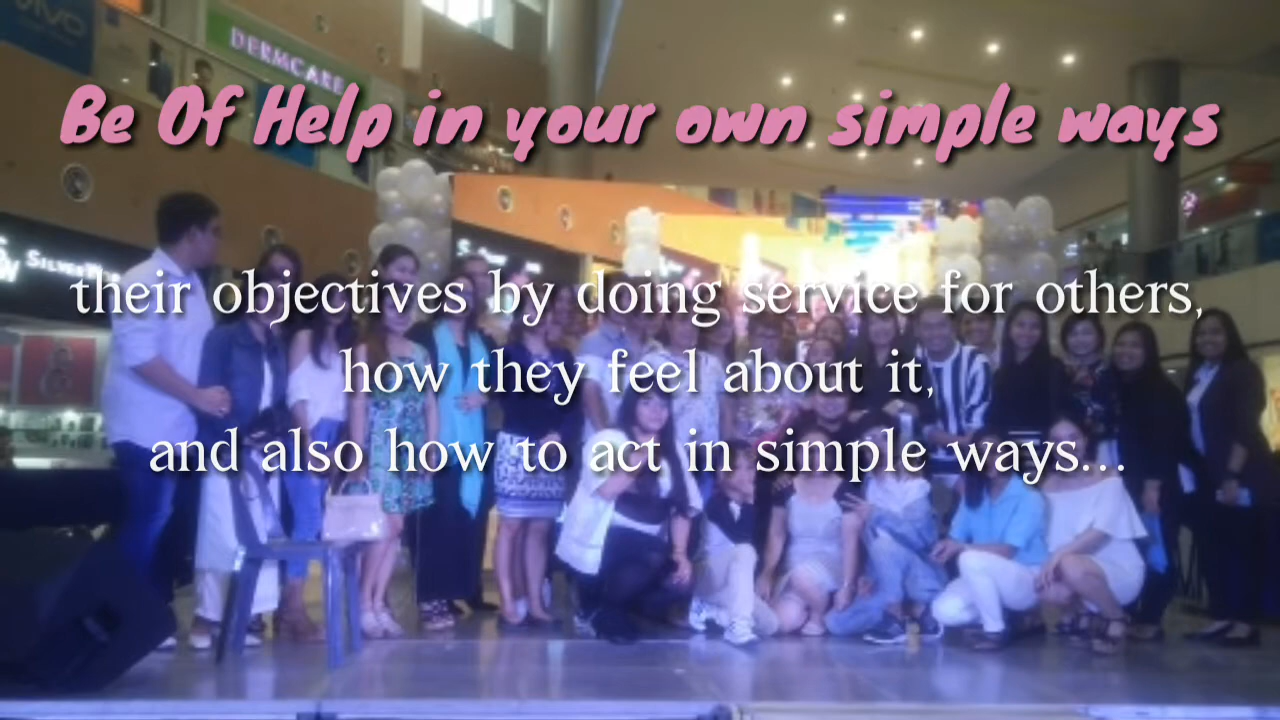 VIVO
DERMCARE
Be Of Help in your own simple ways
their objectives by doing service for others,
how they feel about it,
and also how to act in simple ways...